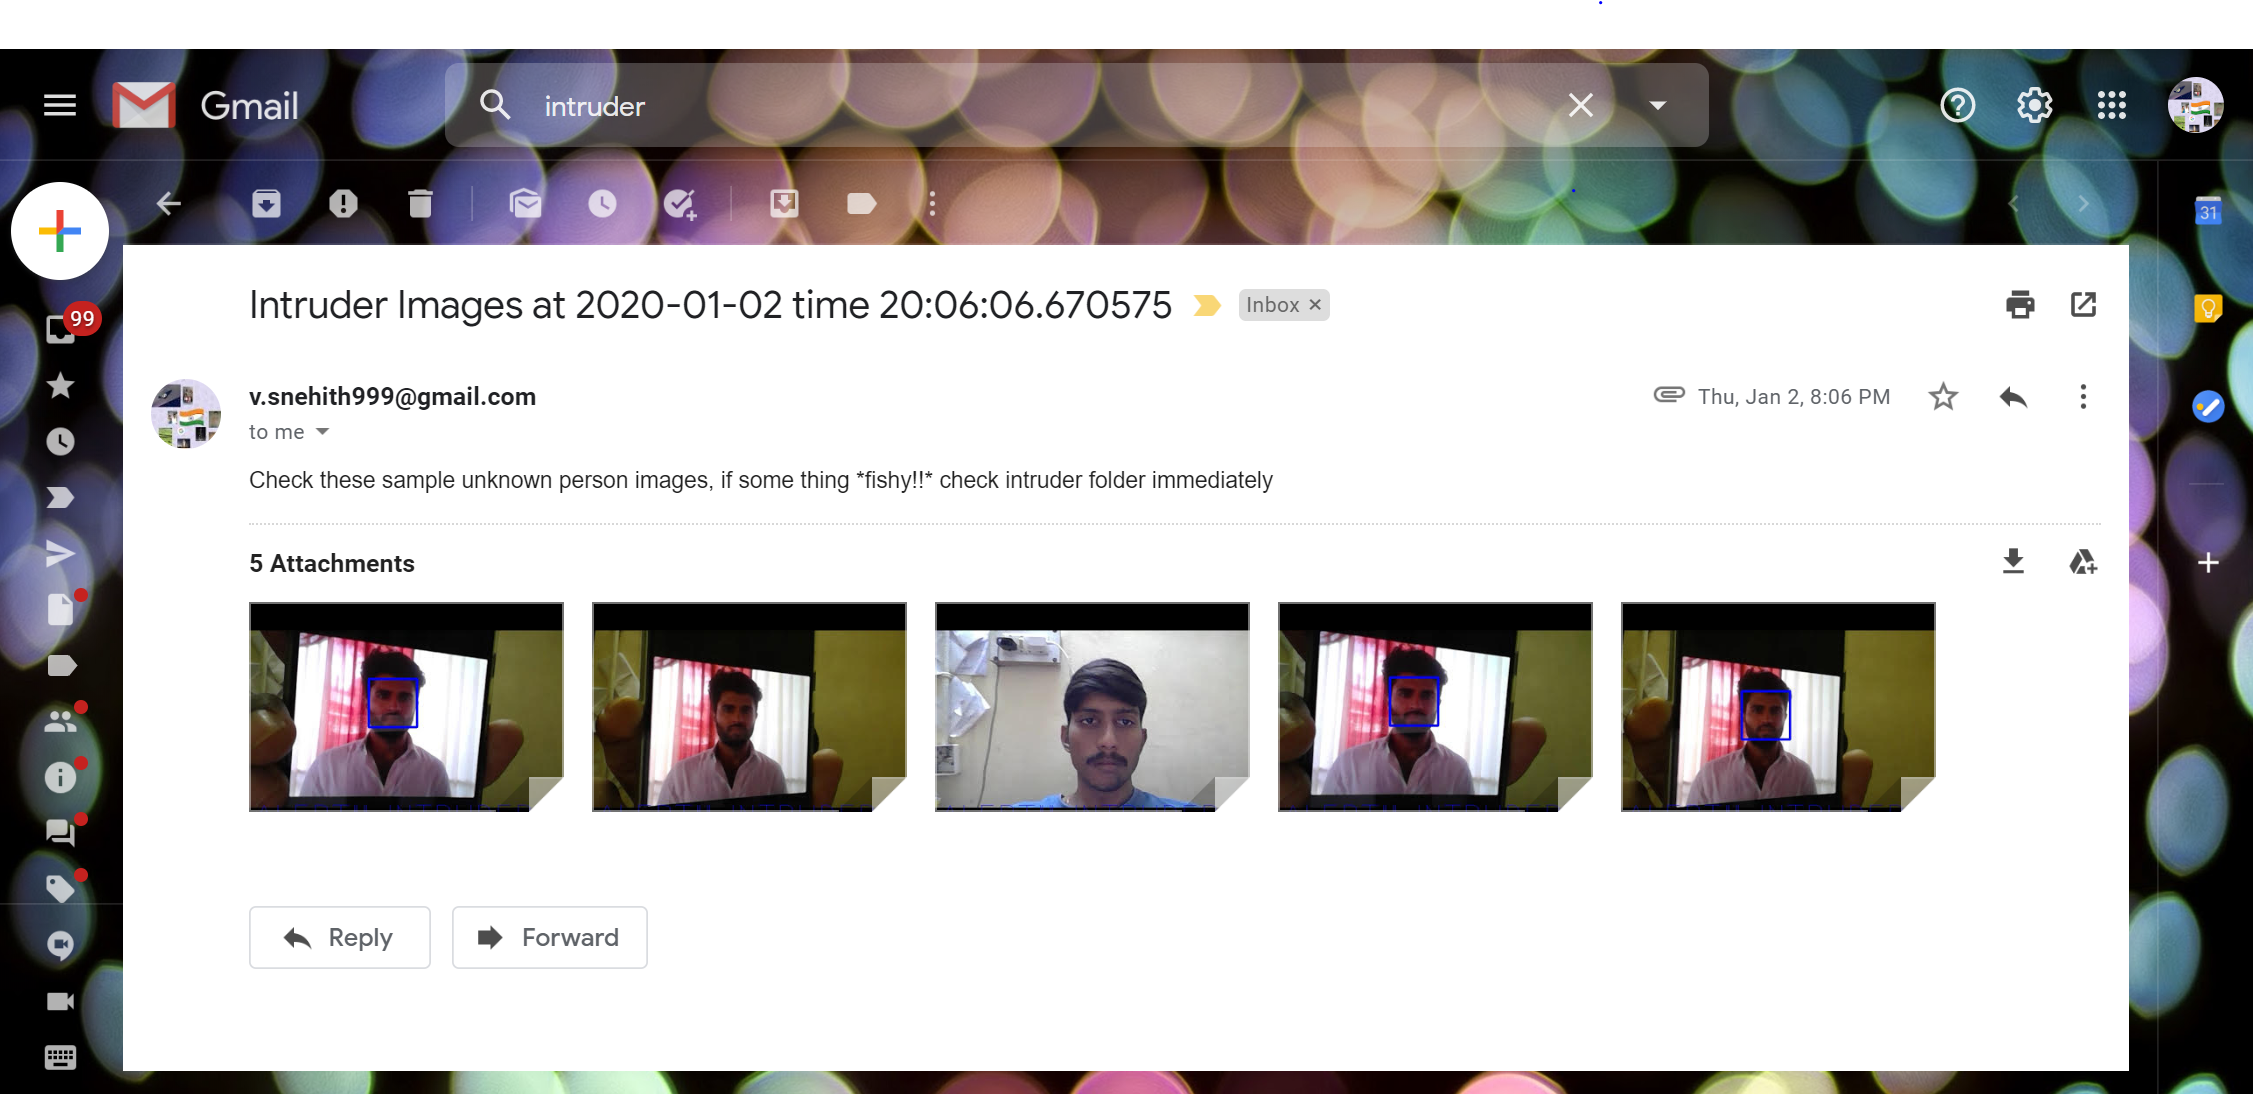 Gmail
intruder
31
Intruder Images at 2020-01-02 time 20:06:06.670575 Inbox ×
99
v.snehith999@gmail.com
Thu, Jan 2, 8:06 PM
to me
Check these sample unknown person images, if some thing *fishy!!* check intruder folder immediately
5 Attachments
Reply
Forward